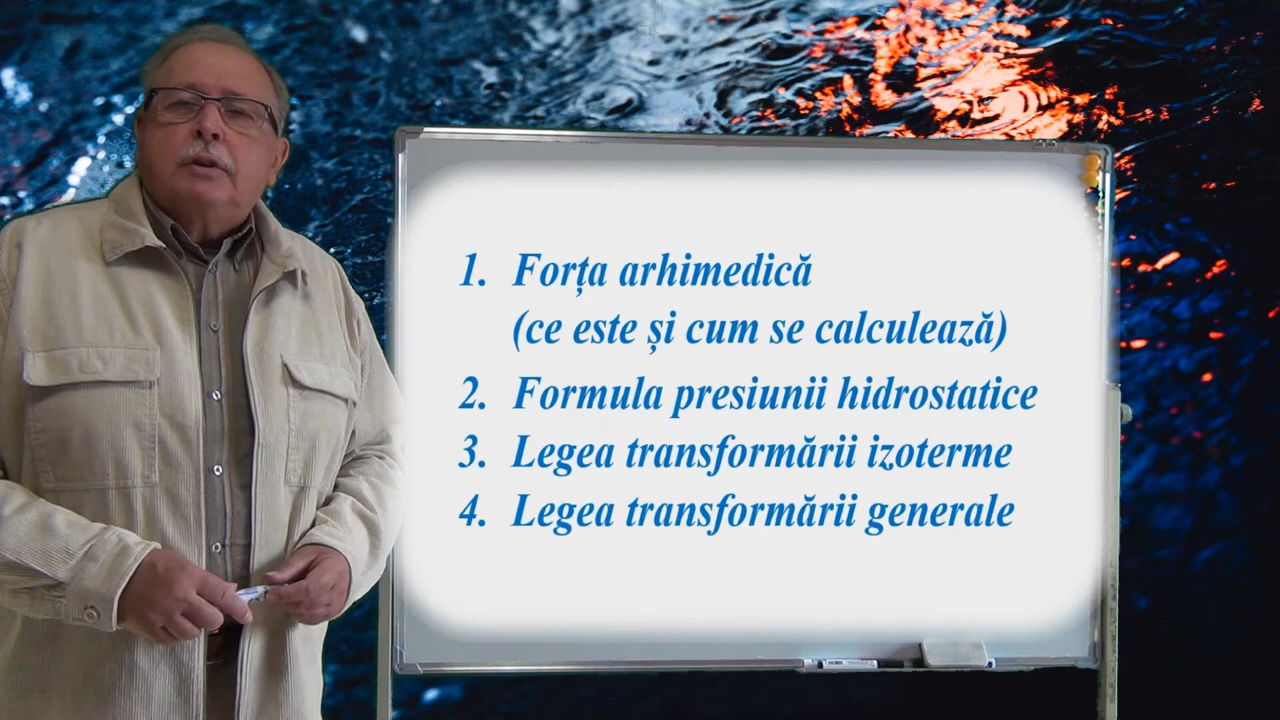 1. Forța arhimedică
(ce este și cum se calculează)
2. Formula presiunii hidrostatice
3. Legea transformării izoterme
4. Legea transformării generale